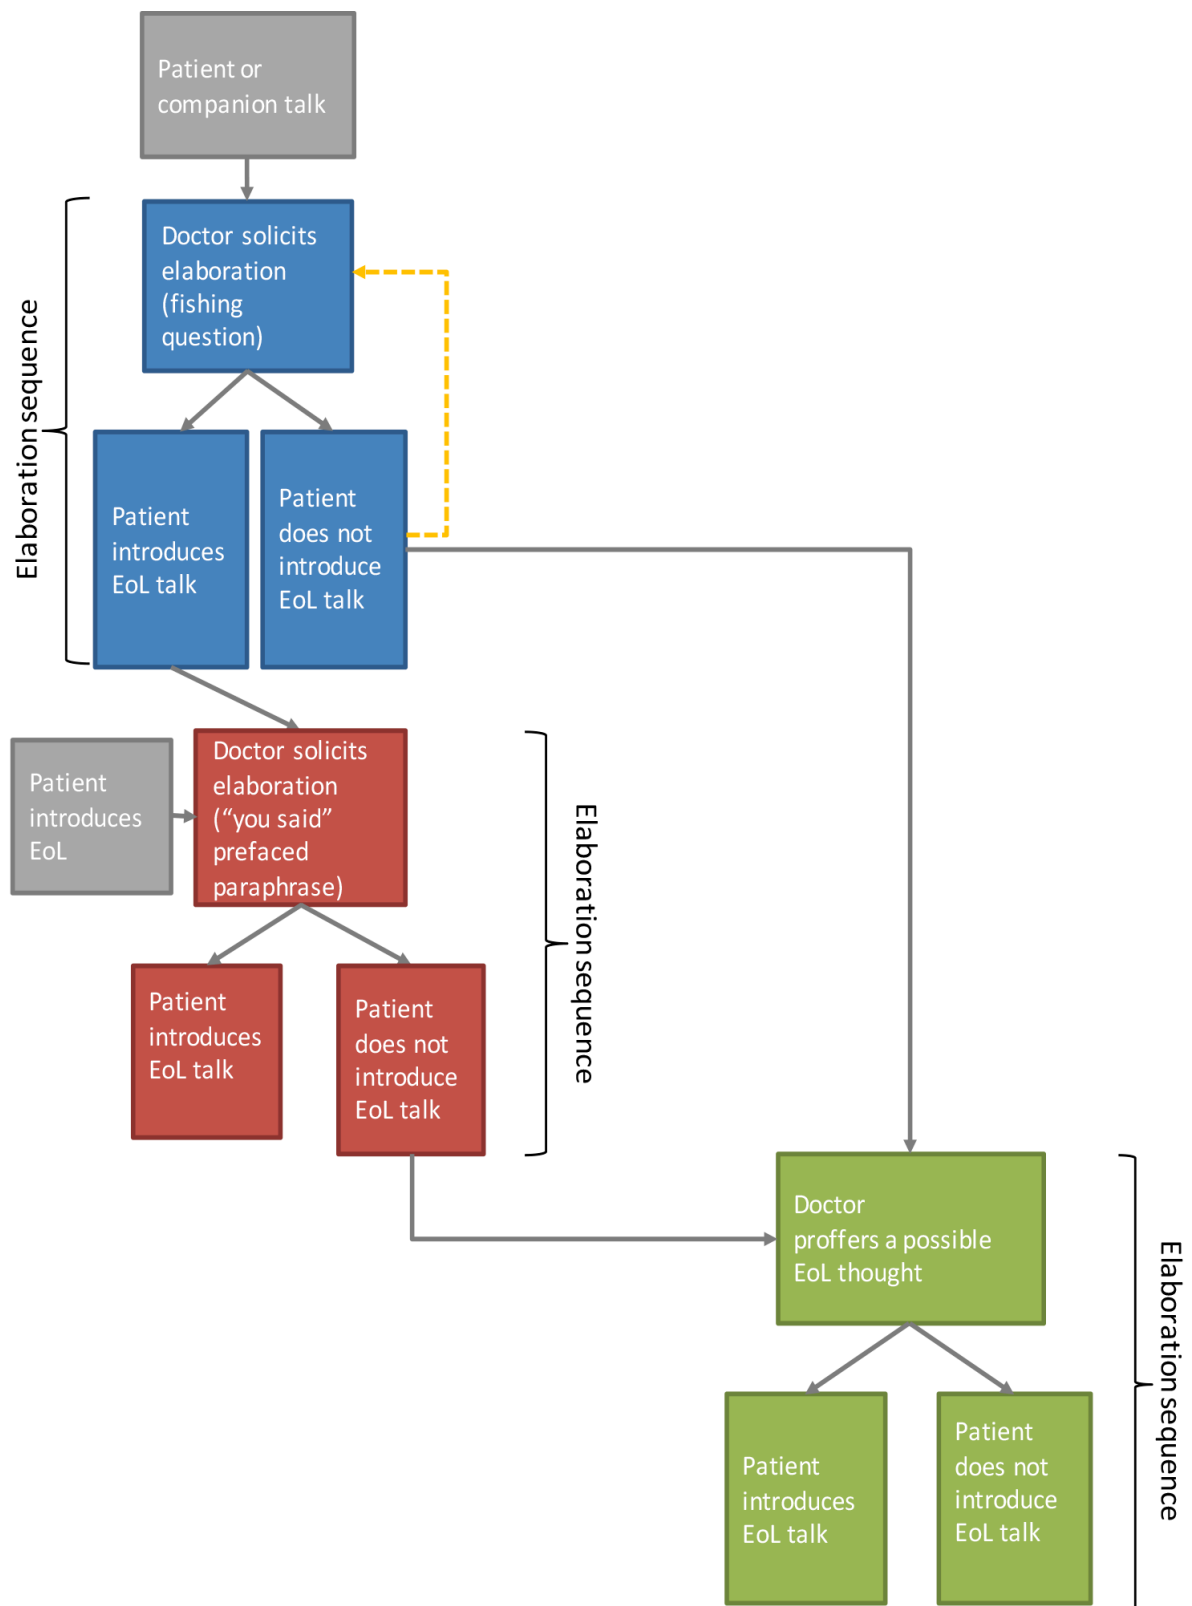 Patient or
companion talk
Elaboration sequence
Doctor solicits
elaboration
(fishing
question)
Patient
introduces
EoL talk
Patient
does not
introduce
EoL talk
Patient
introduces
EoL
Doctor solicits
elaboration
(“you said”
prefaced
paraphrase)
Elaboration sequence
Patient
introduces
EoL talk
Patient
does not
introduce
EoL talk
Doctor
proffers a possible
EoL thought
Elaboration sequence
Patient
introduces
EoL talk
Patient
does not
introduce
EoL talk